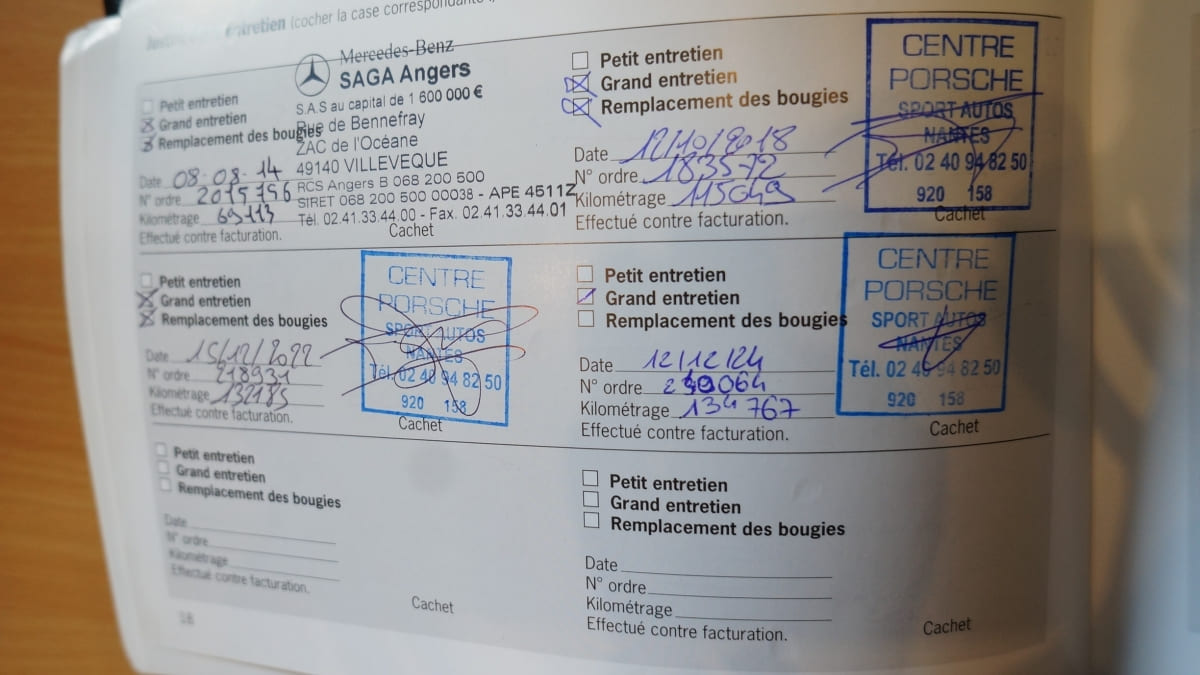 entretien (cocher la case correspondante
Petit entretien
Grand entretien
Remplacement des bougies
Date 08-08-14
N° ordre 2015796
Kilométrage 69113
Effectué contre facturation.
Mercedes-Benz
SAGA Angers
S.A.S au capital de 1 600 000 €
Rue de Bennefray
ZAC de l'Océane
49140 VILLEVEQUE
RCS Angers B 068 200 500
SIRET 068 200 500 00038 - APE 4511Z
Tél. 02.41.33.44.00 - Fax. 02.41.33.44.01
Cachet
Petit entretien
Grand entretien
Remplacement des bougies
Date 12/10/2018
N° ordre 183572
Kilométrage 115049
Effectué contre facturation.
CENTRE
PORSCHE
SPORT AUTOS
NANTES
Tél. 02 40 94 82 50
920 158
Cachet
Petit entretien
Grand entretien
Remplacement des bougies
Date 15/12/2022
N° ordre 218931
Kilométrage 132185
Effectué contre facturation.
CENTRE
PORSCHE
SPORT AUTOS
NANTES
Tél. 02 40 94 82 50
920 158
Cachet
Petit entretien
Grand entretien
Remplacement des bougies
Date 12/12/24
N° ordre
Kilométrage 134767
Effectué contre facturation.
CENTRE
PORSCHE
SPORT AUTOS
NANTES
Tél. 02 40 94 82 50
920 158
Cachet
Petit entretien
Grand entretien
Remplacement des bougies
Date
N° ordre
Kilométrage
Effectué contre facturation.
Cachet
Petit entretien
Grand entretien
Remplacement des bougies
Date
N° ordre
Kilométrage
Effectué contre facturation.
Cachet